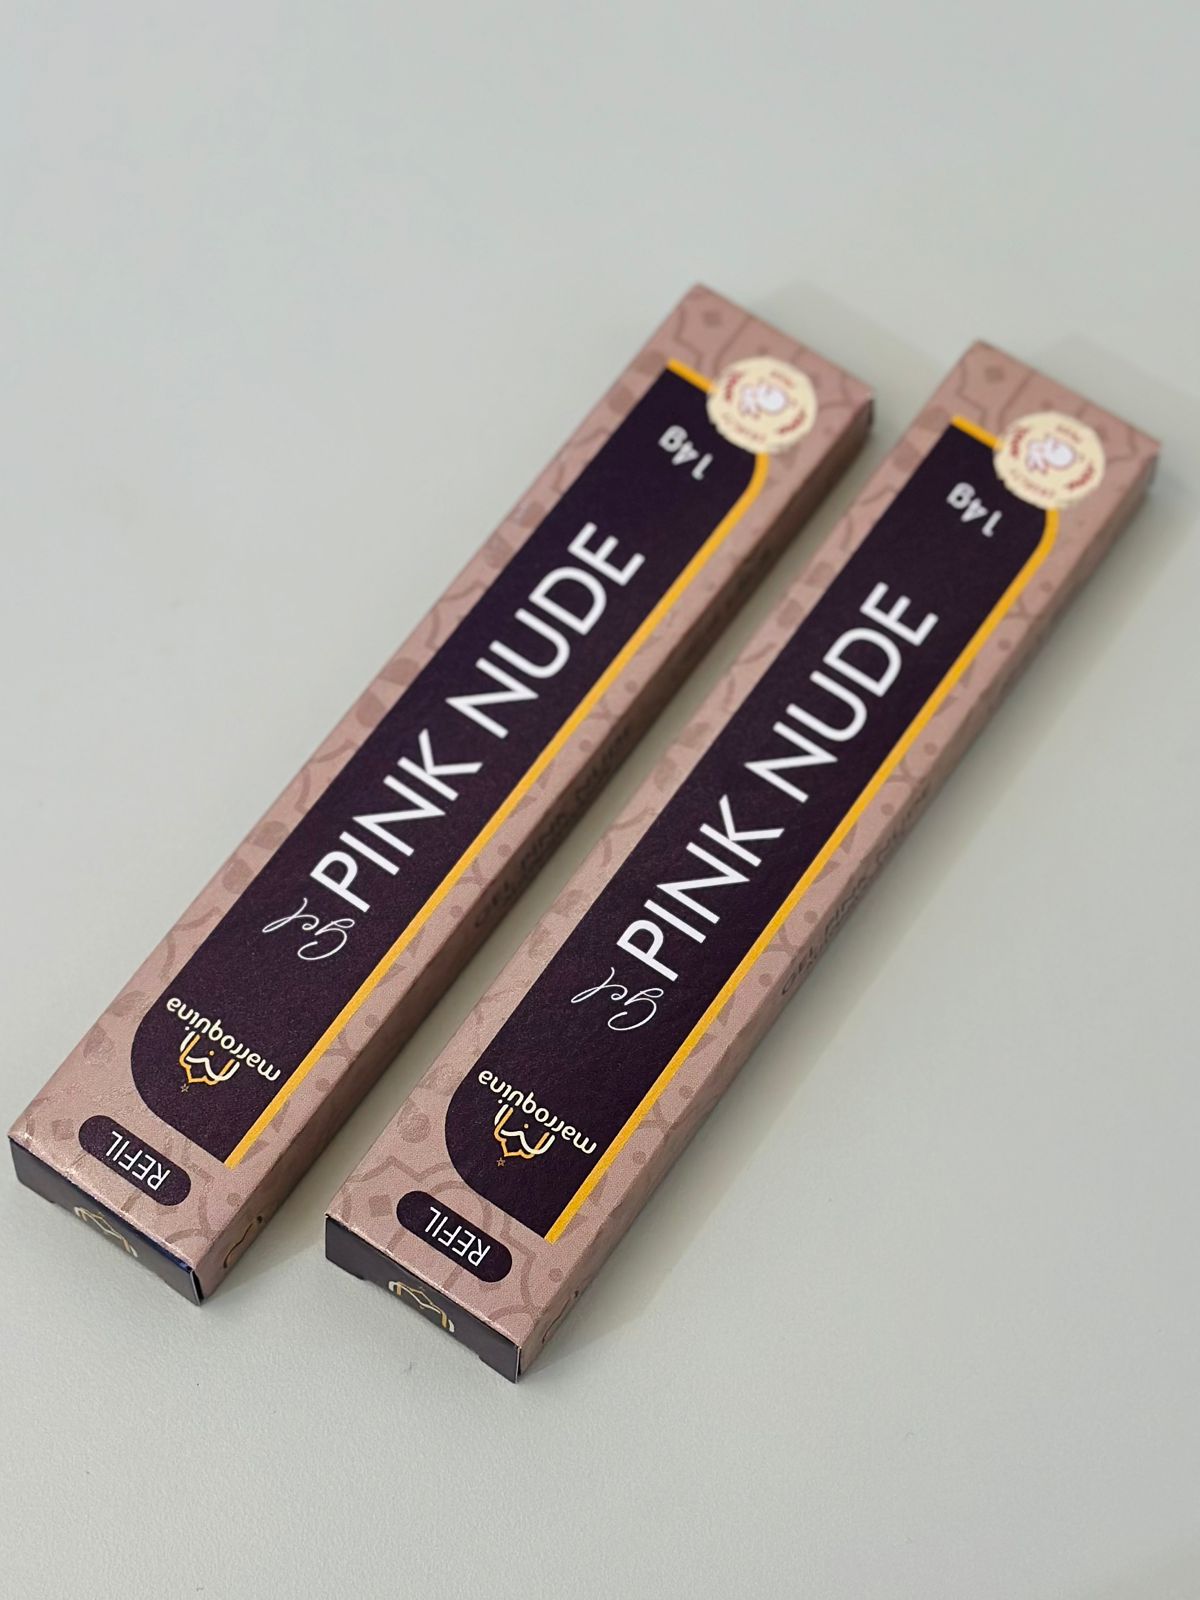 REFIL
marroquina
gel
PINK NUDE
14g
REFIL
marroquina
gel
PINK NUDE
14g